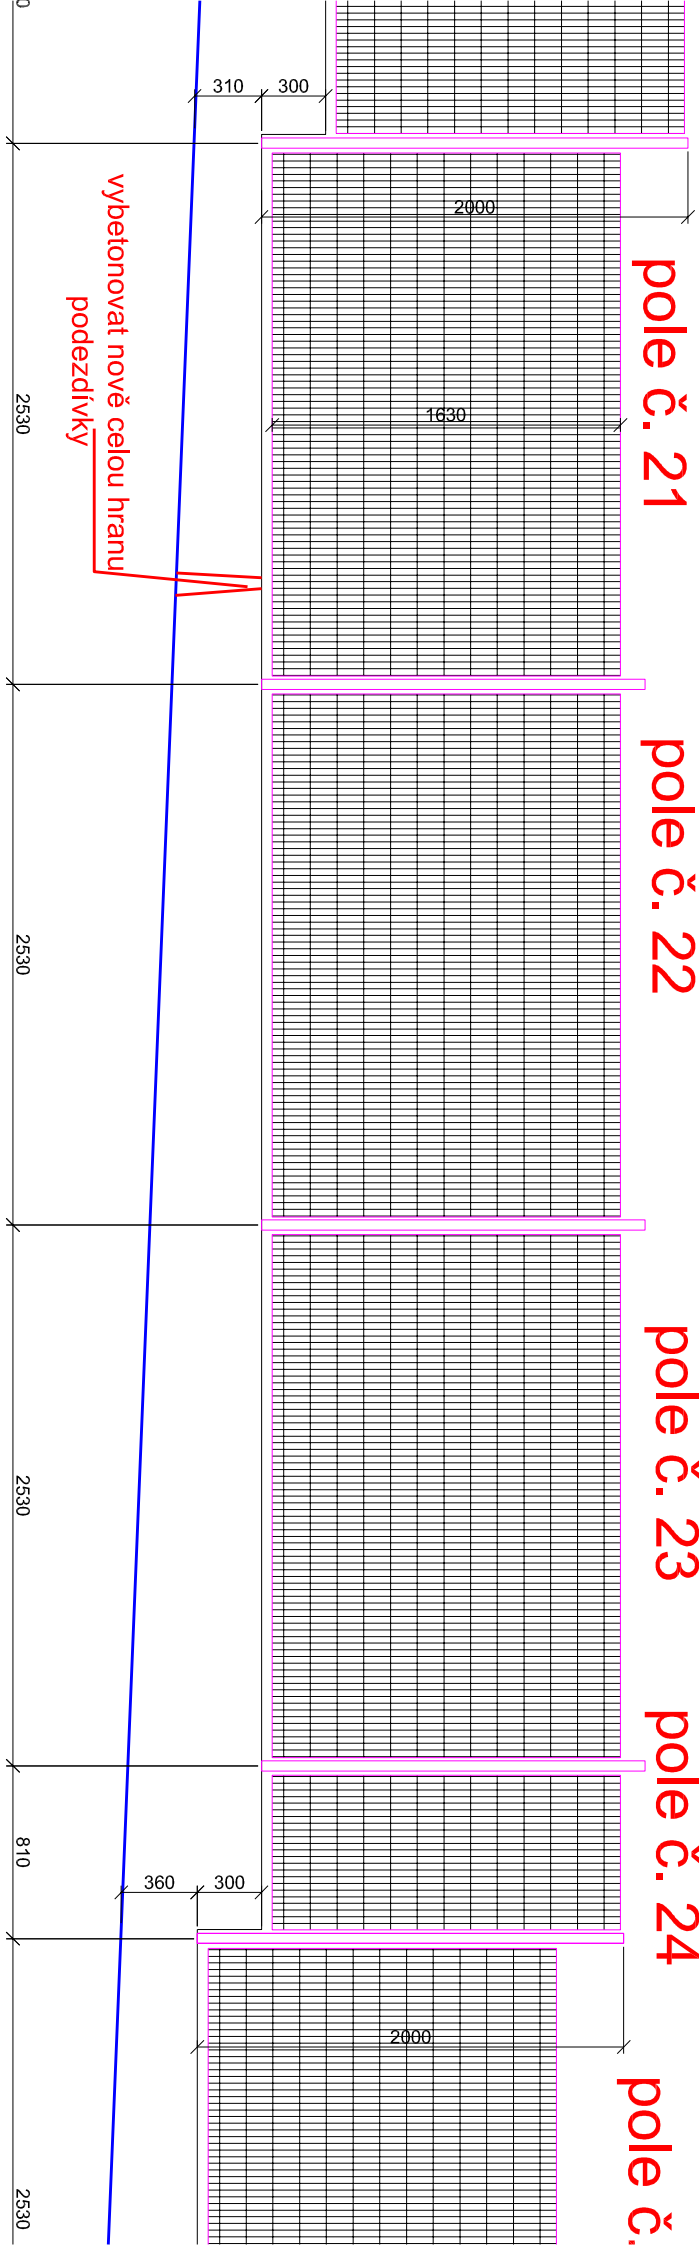 310
300
2000
pole č. 21
1630
2530
vybetonovat nově celou hranu
podezdívky
pole č. 22
2530
pole č. 23
2530
pole č. 24
810
360
300
2000
pole č.
2530